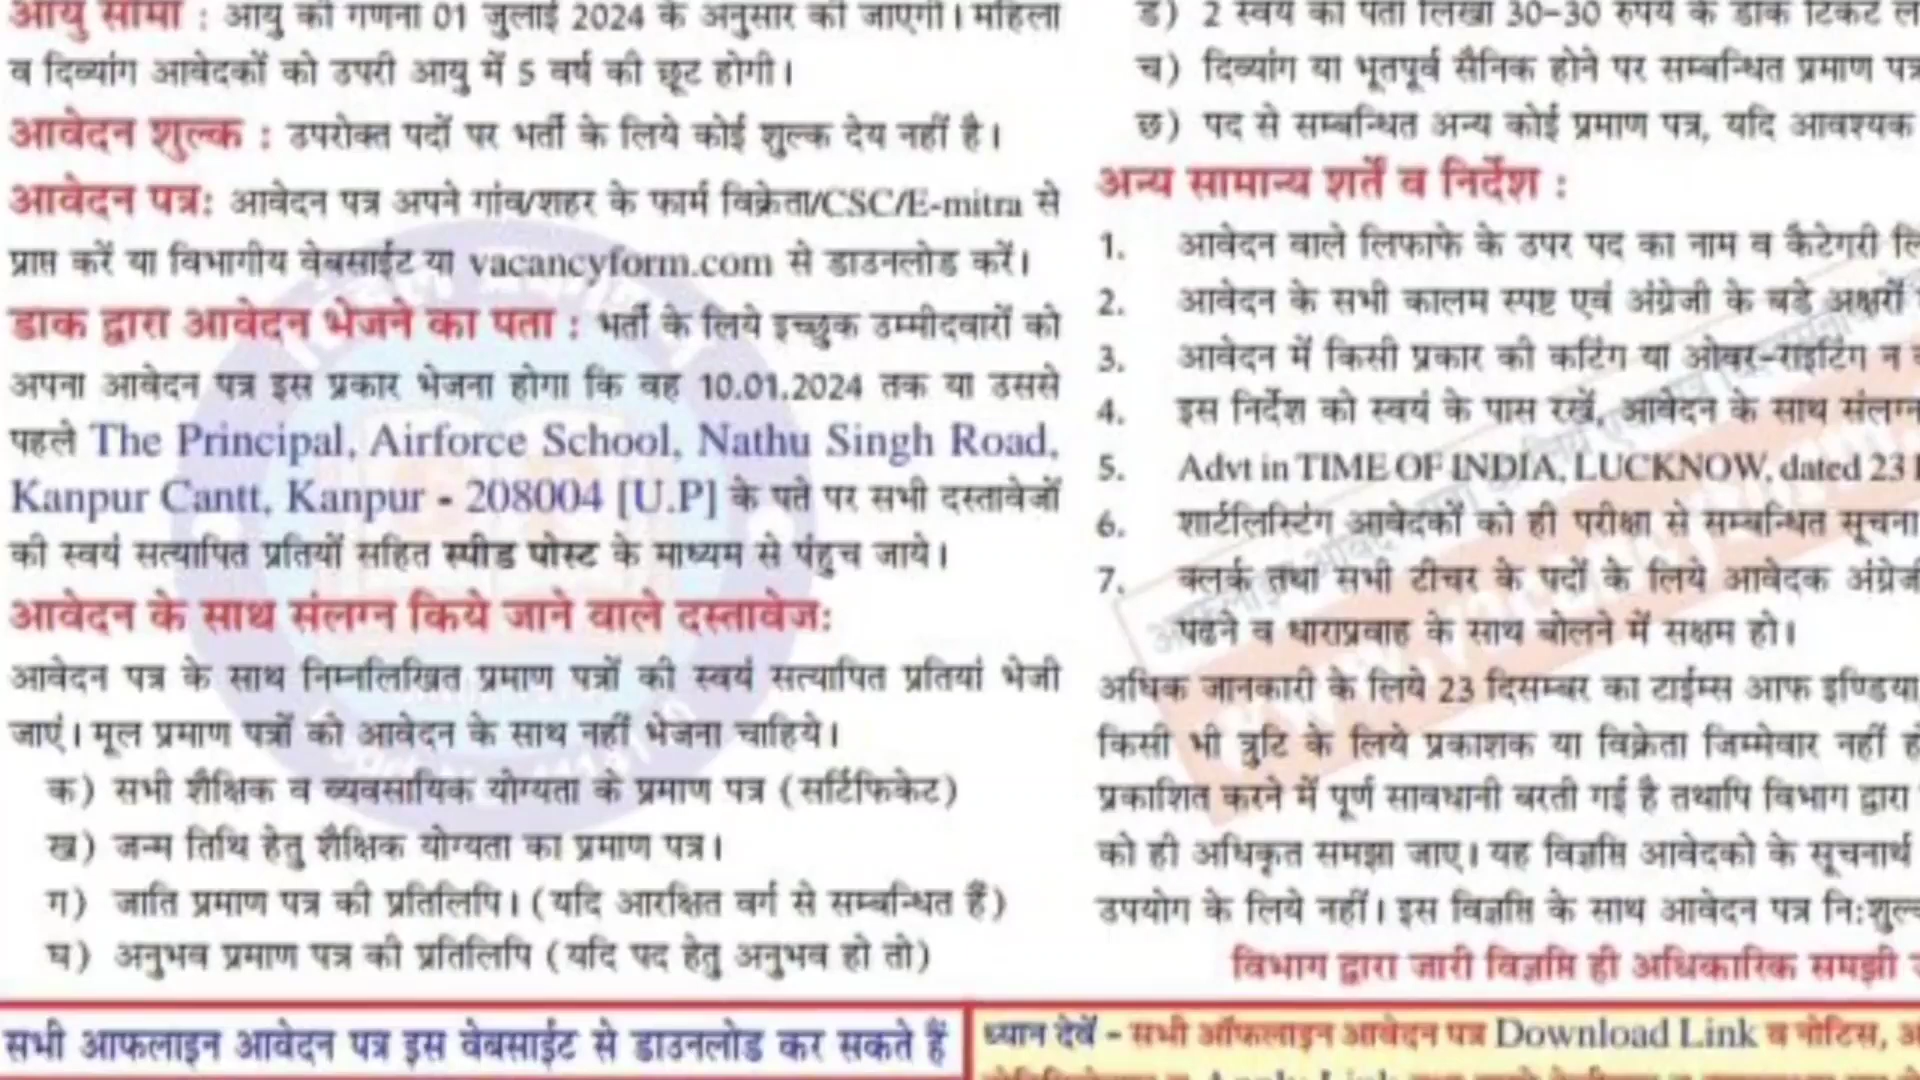 आयु सीमा : आयु की गणना 01 जुलाई 2024 के अनुसार की जाएगी। महिला
व दिव्यांग आवेदकों को उपरी आयु में 5 वर्ष की छूट होगी।
आवेदन शुल्क : उपरोक्त पदों पर भर्ती के लिये कोई शुल्क देय नहीं है।
आवेदन पत्र: आवेदन पत्र अपने गांव/शहर के फार्म विक्रेता/CSC/E-mitra से
प्राप्त करें या विभागीय वेबसाईट या vacancyform.com से डाउनलोड करें।
डाक द्वारा आवेदन भेजने का पता : भर्ती के लिये इच्छुक उम्मीदवारों को
अपना आवेदन पत्र इस प्रकार भेजना होगा कि वह 10.01.2024 तक या उससे
पहले The Principal, Airforce School, Nathu Singh Road,
Kanpur Cantt, Kanpur - 208004 [U.P] के पते पर सभी दस्तावेजों
की स्वयं सत्यापित प्रतियों सहित स्पीड पोस्ट के माध्यम से पंहुच जाये।
आवेदन के साथ संलग्न किये जाने वाले दस्तावेज:
आवेदन पत्र के साथ निम्नलिखित प्रमाण पत्रों की स्वयं सत्यापित प्रतियां भेजी
जाएं। मूल प्रमाण पत्रों को आवेदन के साथ नहीं भेजना चाहिये।
क) सभी शैक्षिक व व्यवसायिक योग्यता के प्रमाण पत्र (सर्टिफिकेट)
ख) जन्म तिथि हेतु शैक्षिक योग्यता का प्रमाण पत्र।
ग) जाति प्रमाण पत्र की प्रतिलिपि। (यदि आरक्षित वर्ग से सम्बन्धित हैं)
घ) अनुभव प्रमाण पत्र की प्रतिलिपि (यदि पद हेतु अनुभव हो तो)
ड) 2 स्वयं का पता लिखा 30-30 रुपये के डाक टिकट
च) दिव्यांग या भूतपूर्व सैनिक होने पर सम्बन्धित प्रमाण पत्र
छ) पद से सम्बन्धित अन्य कोई प्रमाण पत्र, यदि आवश्यक
अन्य सामान्य शर्तें व निर्देश :
1. आवेदन वाले लिफाफे के उपर पद का नाम व कैटेगरी
2. आवेदन के सभी कालम स्पष्ट एवं अंग्रेजी के बडे अक्षरों
3. आवेदन में किसी प्रकार की कटिंग या ओवर-राइटिंग न
4. इस निर्देश को स्वयं के पास रखें, आवेदन के साथ संलग्न
5. Advt in TIME OF INDIA, LUCKNOW, dated 23
6. शार्टलिस्टिंग आवेदकों को ही परीक्षा से सम्बन्धित सूचना
7. क्लर्क तथा सभी टीचर के पदों के लिये आवेदक अंग्रेजी
पढने व धाराप्रवाह के साथ बोलने में सक्षम हो।
अधिक जानकारी के लिये 23 दिसम्बर का टाईम्स आफ इण्डिया
किसी भी त्रुटि के लिये प्रकाशक या विक्रेता जिम्मेवार नहीं
प्रकाशित करने में पूर्ण सावधानी बरती गई है तथापि विभाग द्वारा
को ही अधिकृत समझा जाए। यह विज्ञप्ति आवेदको के सूचनार्थ
उपयोग के लिये नहीं। इस विज्ञप्ति के साथ आवेदन पत्र नि:शुल्क
विभाग द्वारा जारी विज्ञप्ति ही अधिकारिक समझी
सभी आफलाइन आवेदन पत्र इस वेबसाईट से डाउनलोड कर सकते हैं
ध्यान देवें - सभी ऑफलाइन आवेदन पत्र Download Link व नोटिस,